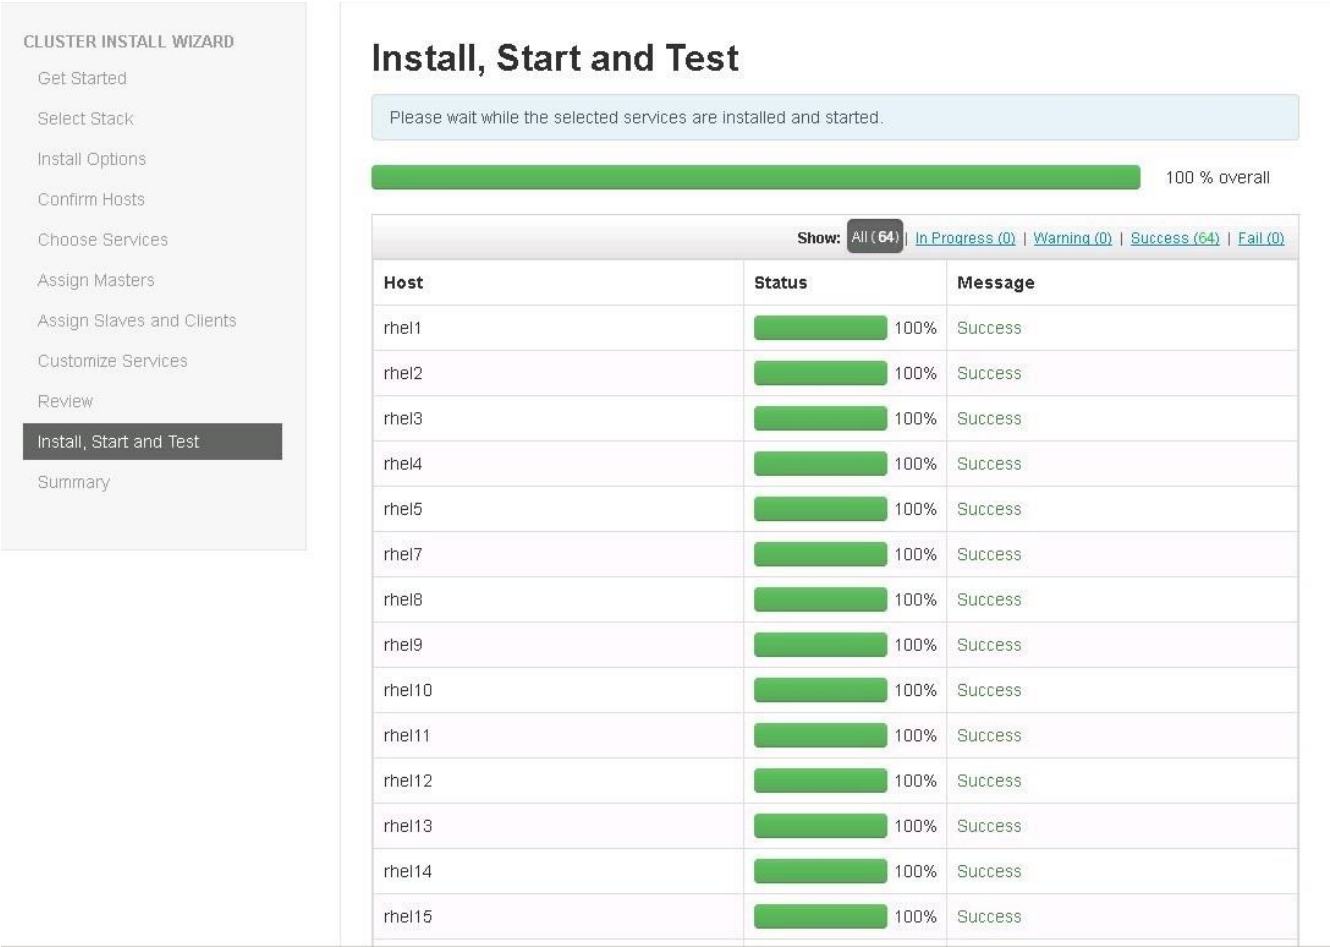 CLUSTER INSTALL WIZARD
Get Started
Select Stack
Install Options
Confirm Hosts
Choose Services
Assign Masters
Assign Slaves and Clients
Customize Services
Review
Install, Start and Test
Summary
Install, Start and Test
Please wait while the selected services are installed and started.
100 % overall
Show: All (64) | In Progress (0) | Warning (0) | Success (64) | Fail (0)
Host Status Message
rhel1 100% Success
rhel2 100% Success
rhel3 100% Success
rhel4 100% Success
rhel5 100% Success
rhel7 100% Success
rhel8 100% Success
rhel9 100% Success
rhel10 100% Success
rhel11 100% Success
rhel12 100% Success
rhel13 100% Success
rhel14 100% Success
rhel15 100% Success